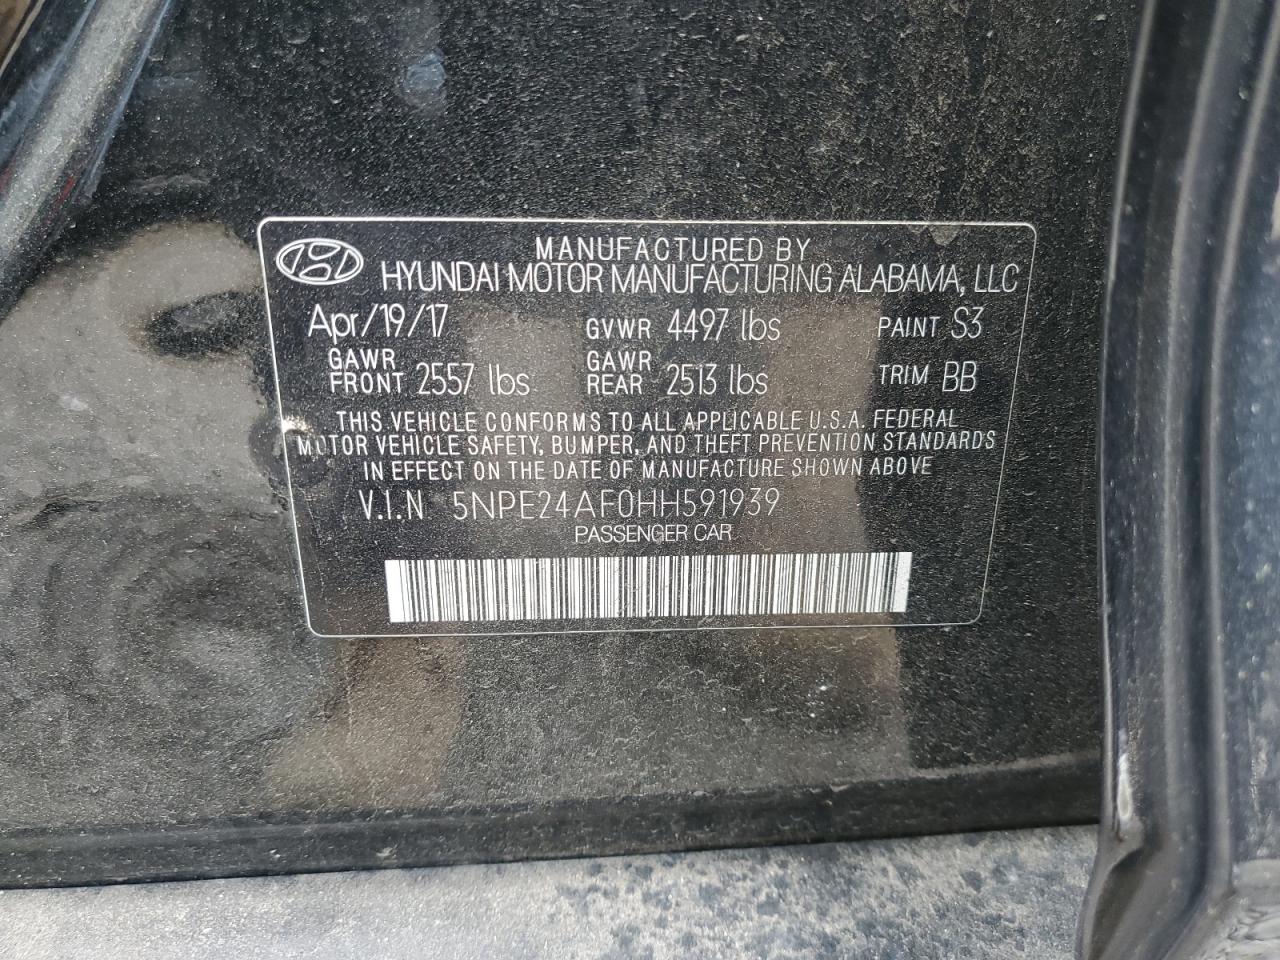 MANUFACTURED BY
HYUNDAI MOTOR MANUFACTURING ALABAMA, LLC
Apr/19/17 GVWR 4497 lbs PAINT S3
GAWR FRONT 2557 lbs GAWR REAR 2513 lbs TRIM BB
THIS VEHICLE CONFORMS TO ALL APPLICABLE U.S.A. FEDERAL
MOTOR VEHICLE SAFETY, BUMPER, AND THEFT PREVENTION STANDARDS
IN EFFECT ON THE DATE OF MANUFACTURE SHOWN ABOVE
V.I.N 5NPE24AF0HH591939
PASSENGER CAR